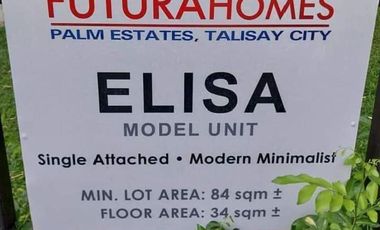 FUTURAHOMES
PALM ESTATES, TALISAY CITY
ELISA
MODEL UNIT
Single Attached • Modern Minimalist
MIN. LOT AREA: 84 sqm ±
FLOOR AREA: 34 sqm ±